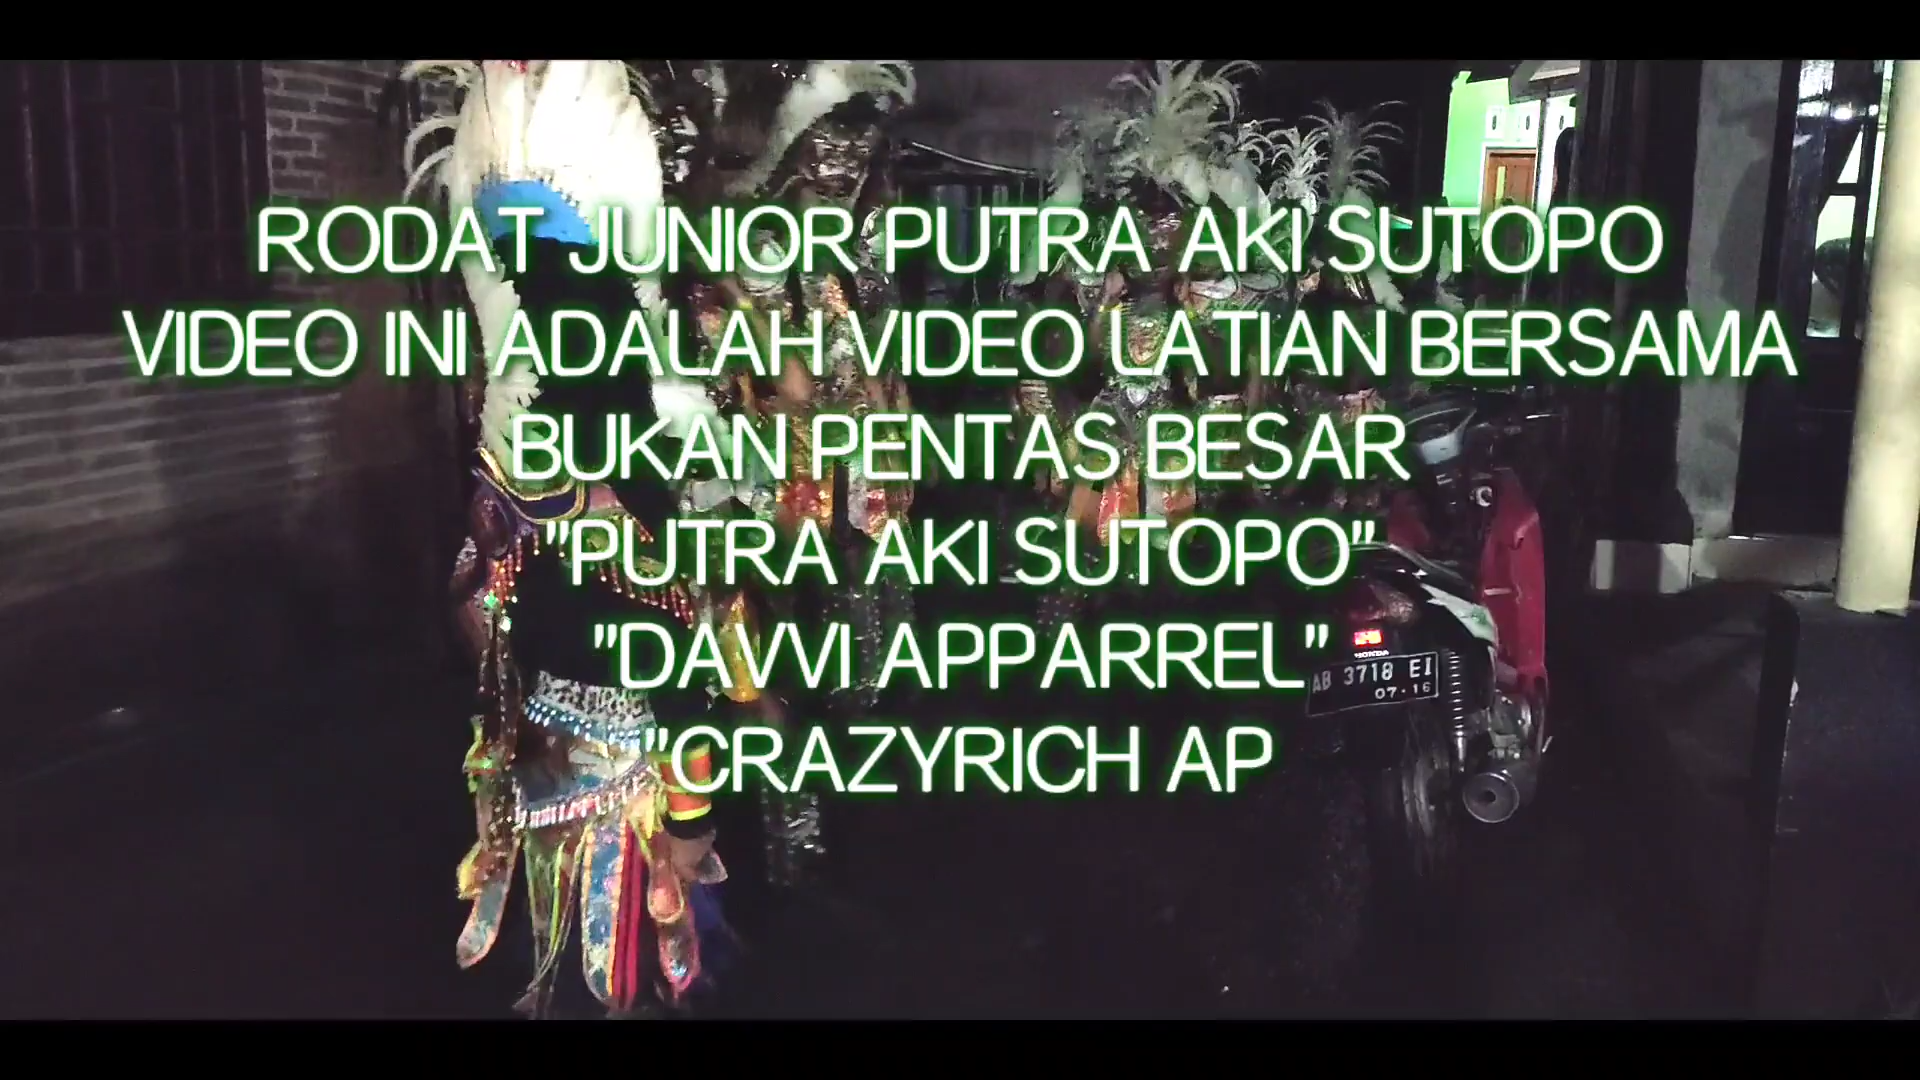 RODAT JUNIOR PUTRA AKI SUTOPO
VIDEO INI ADALAH VIDEO LATIAN BERSAMA
BUKAN PENTAS BESAR
"PUTRA AKI SUTOPO"
"DAVVI APPARREL"
"CRAZYRICH AP
HONDA
AB 3718 EI
07-16